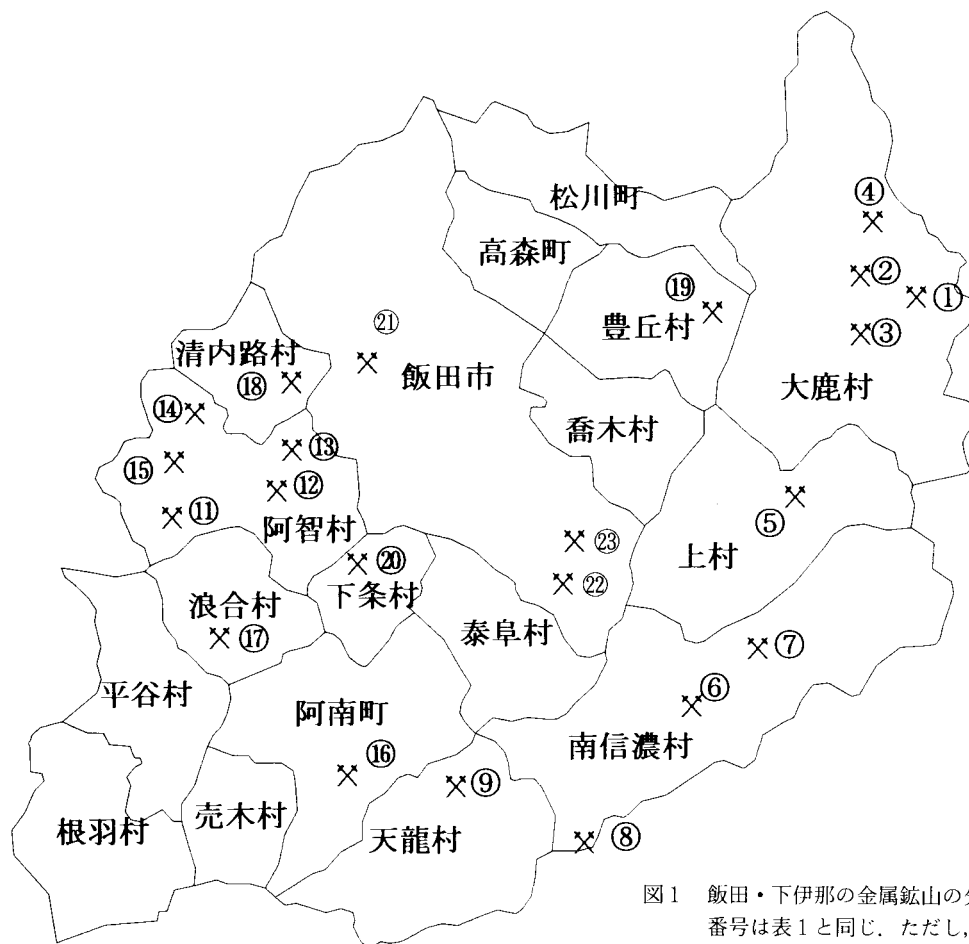 松川町
④
高森町
②
①
⑲
豊丘村
㉑
③
清内路村
飯田市
大鹿村
⑱
⑭
喬木村
⑬
⑮
⑫
⑤
⑪
阿智村
㉓
上村
⑳
㉒
下条村
浪合村
泰阜村
⑦
⑰
平谷村
⑥
阿南町
南信濃村
⑯
⑨
売木村
根羽村
天龍村
⑧
図1 飯田・下伊那の金属鉱山の
番号は表1と同じ．ただし，